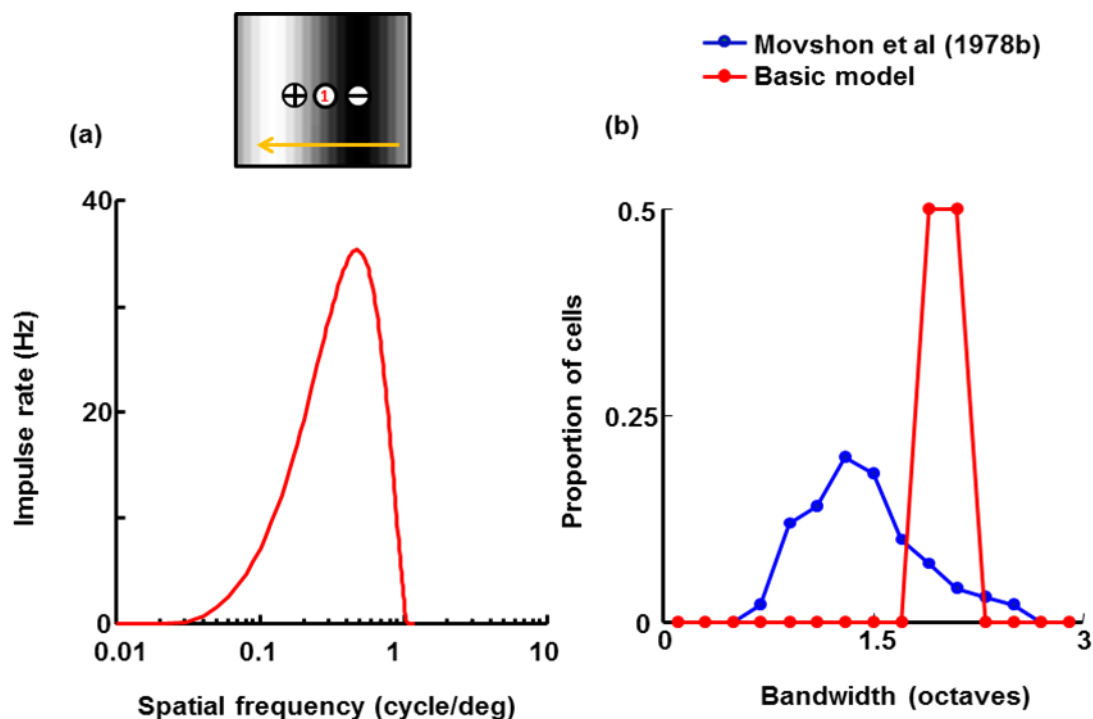 Movshon et al (1978b)
Basic model
1
(a)
(b)
40
20
0
Impulse rate (Hz)
0.01 0.1 1 10
Spatial frequency (cycle/deg)
0.5
0.25
0
Proportion of cells
0 1.5 3
Bandwidth (octaves)